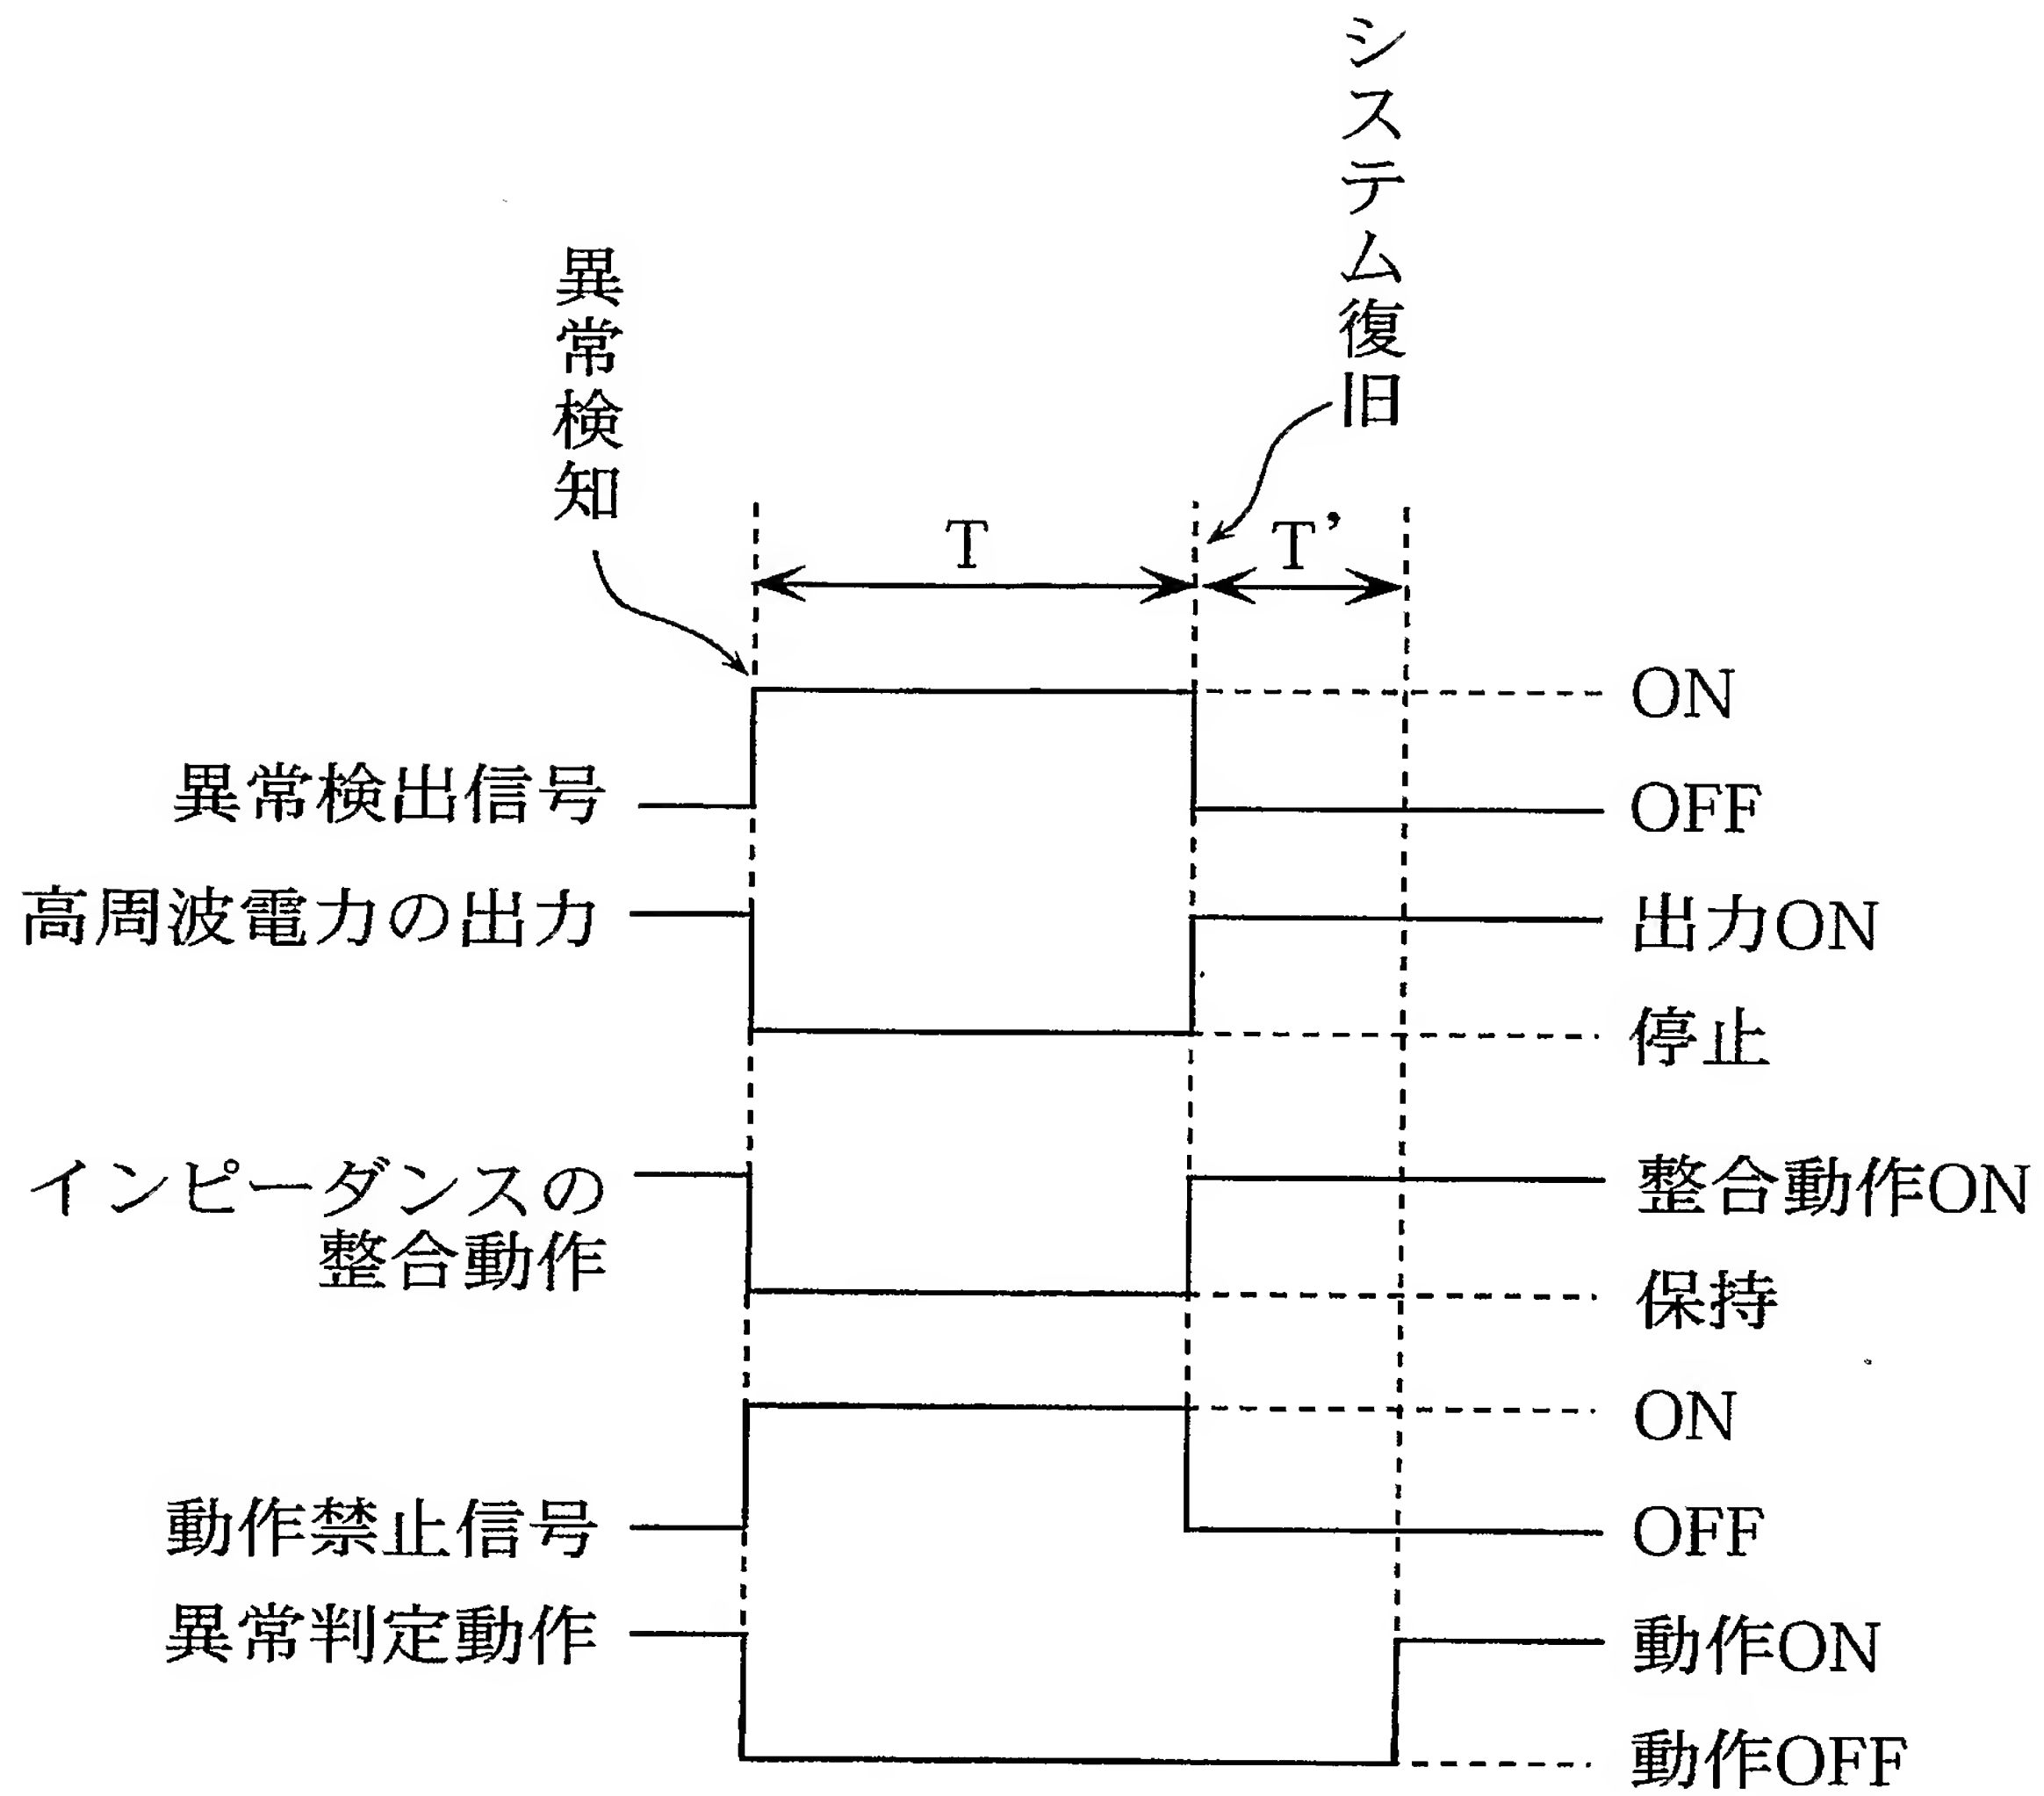 システム復旧
異常検知
T
T'
ON
異常検出信号
OFF
高周波電力の出力
出力ON
停止
インピーダンスの
整合動作
整合動作ON
保持
ON
動作禁止信号
OFF
異常判定動作
動作ON
動作OFF